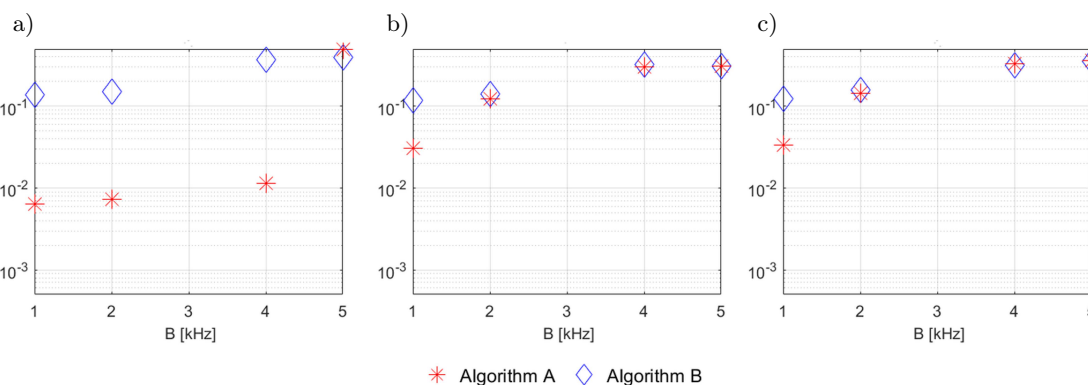 a) b) c)
10^-1 10^-1 10^-1
10^-2 10^-2 10^-2
10^-3 10^-3 10^-3
1 2 3 4 5 1 2 3 4 5 1 2 3 4 5
B [kHz] B [kHz] B [kHz]
Algorithm A Algorithm B